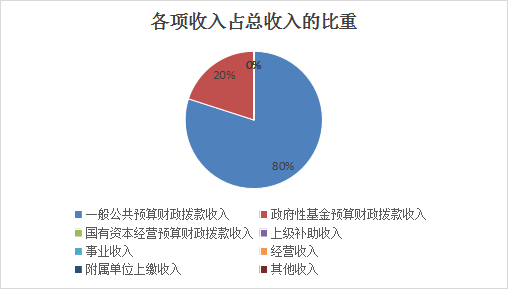 各项收入占总收入的比重
0%
20%
80%
一般公共预算财政拨款收入 政府性基金预算财政拨款收入
国有资本经营预算财政拨款收入 上级补助收入
事业收入 经营收入
附属单位上缴收入 其他收入